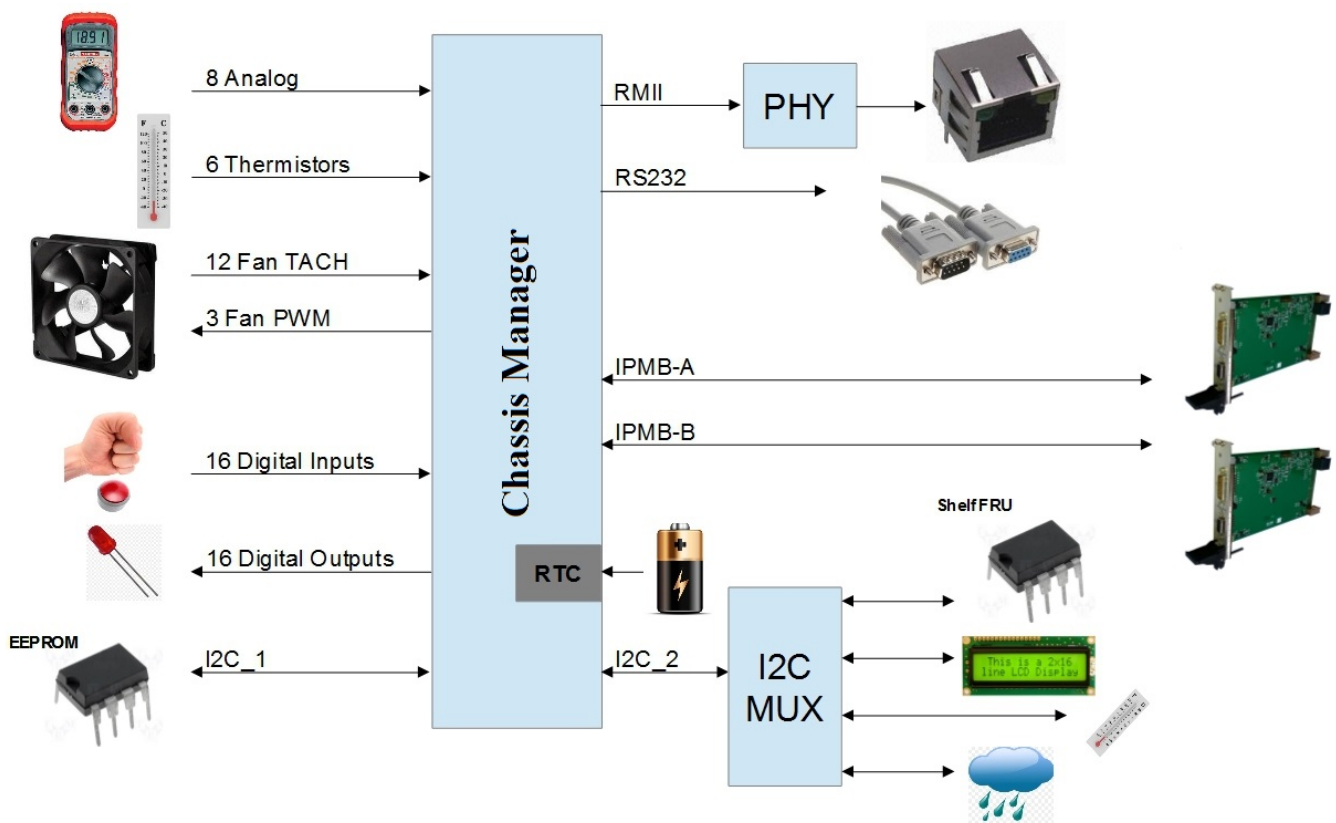 1891
8 Analog
F C
6 Thermistors
12 Fan TACH
3 Fan PWM
16 Digital Inputs
16 Digital Outputs
EEPROM
I2C_1
Chassis Manager
RTC
RMII
PHY
RS232
IPMB-A
IPMB-B
I2C_2
I2C
MUX
Shelf FRU
This is a 2x16
line LCD Display